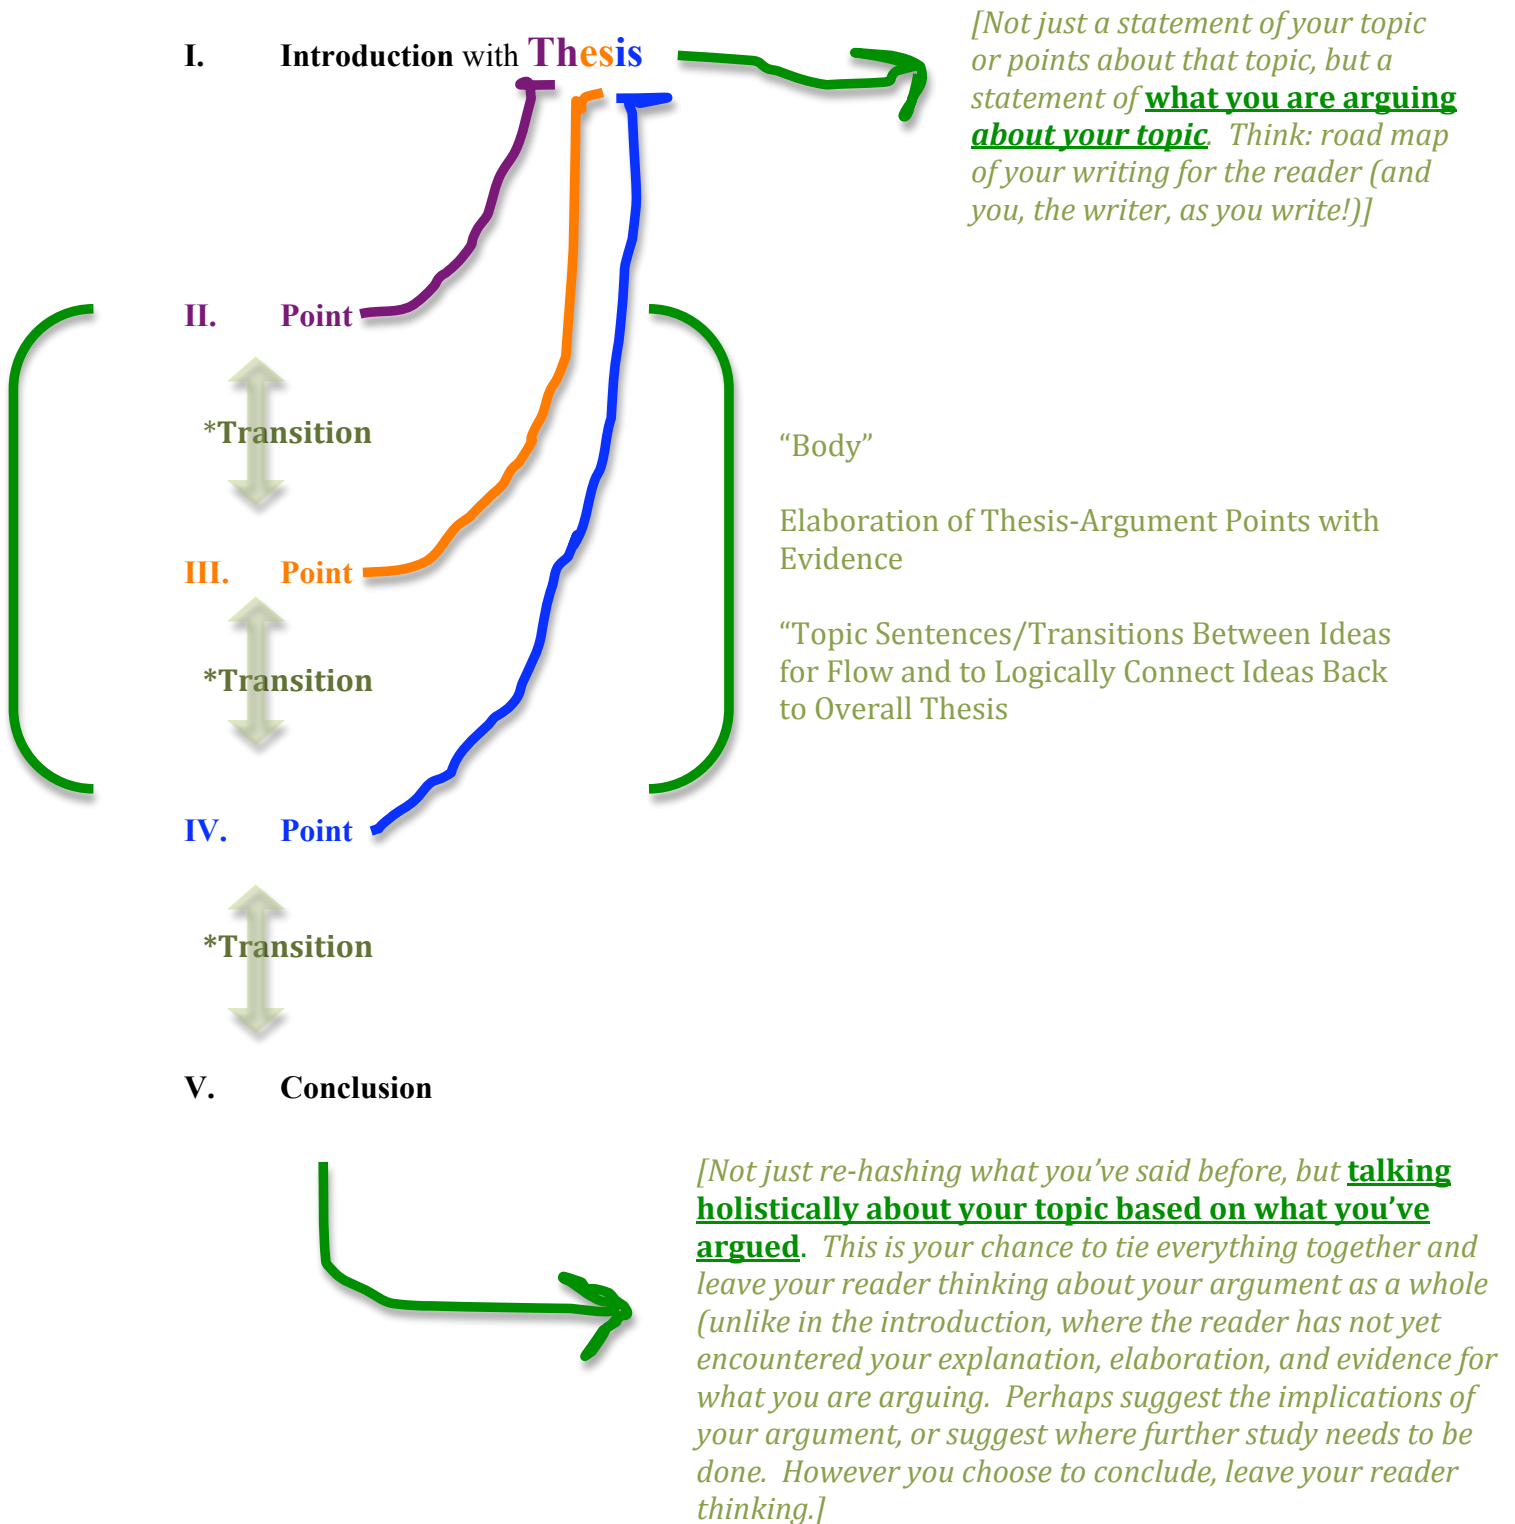 I. Introduction with Thesis
[Not just a statement of your topic
or points about that topic, but a
statement of what you are arguing
about your topic.  Think: road map
of your writing for the reader (and
you, the writer, as you write!)]
II. Point
*Transition
III. Point
*Transition
IV. Point
“Body”
Elaboration of Thesis-Argument Points with
Evidence
“Topic Sentences/Transitions Between Ideas
for Flow and to Logically Connect Ideas Back
to Overall Thesis
*Transition
V. Conclusion
[Not just re-hashing what you’ve said before, but talking
holistically about your topic based on what you’ve
argued.  This is your chance to tie everything together and
leave your reader thinking about your argument as a whole
(unlike in the introduction, where the reader has not yet
encountered your explanation, elaboration, and evidence for
what you are arguing.  Perhaps suggest the implications of
your argument, or suggest where further study needs to be
done.  However you choose to conclude, leave your reader
thinking.]